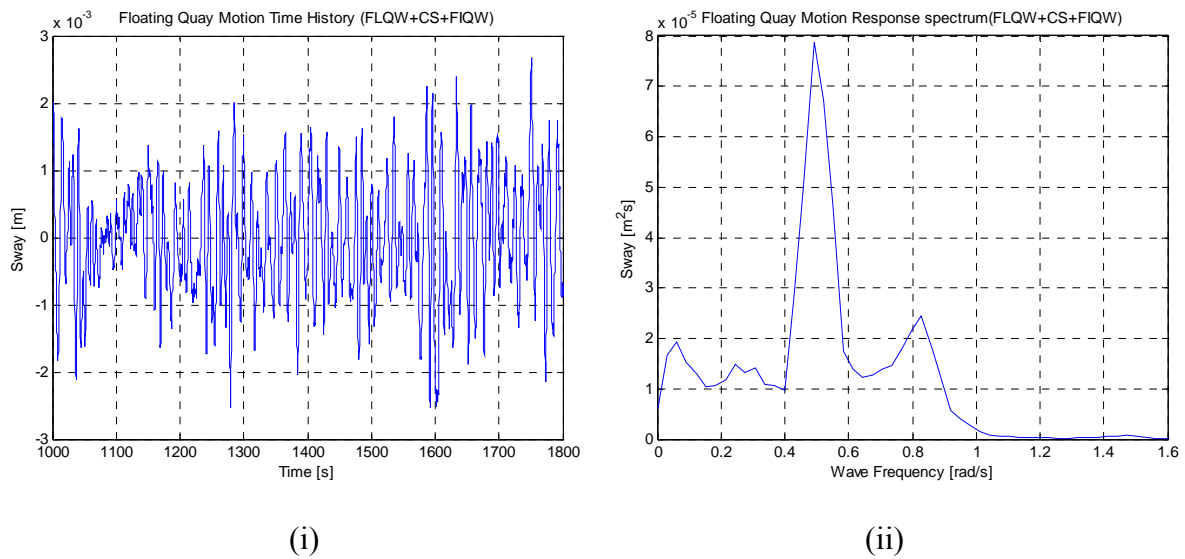 Floating Quay Motion Time History (FLQW+CS+FIQW)
x 10⁻³
3
2
1
0
-1
-2
-3
Sway [m]
1000 1100 1200 1300 1400 1500 1600 1700 1800
Time [s]
(i)
Floating Quay Motion Response spectrum(FLQW+CS+FIQW)
x 10⁻⁵
8
7
6
5
4
3
2
1
0
Sway [m²s]
0 0.2 0.4 0.6 0.8 1 1.2 1.4 1.6
Wave Frequency [rad/s]
(ii)